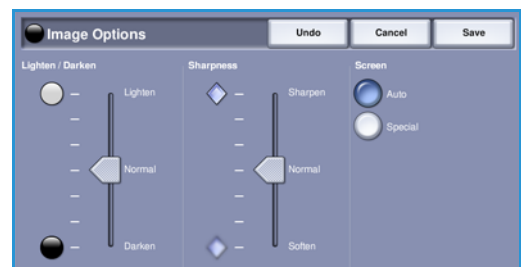 Image Options
Undo
Cancel
Save
Lighten / Darken
Sharpness
Screen
Lighten
Sharpen
Auto
Special
Normal
Normal
Darken
Soften